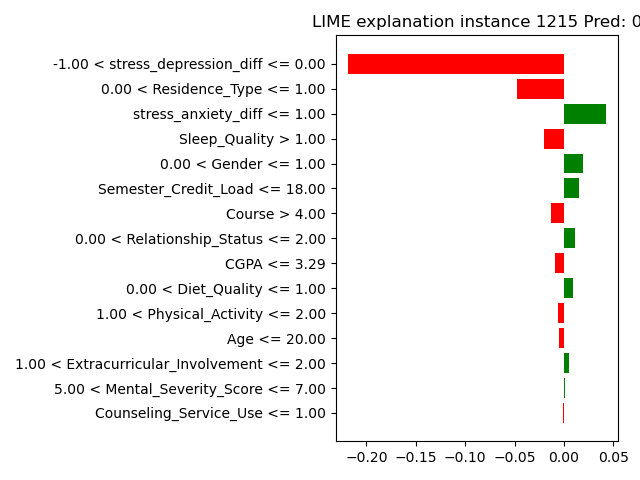 LIME explanation instance 1215 Pred: 0
-1.00 < stress_depression_diff <= 0.00
0.00 < Residence_Type <= 1.00
stress_anxiety_diff <= 1.00
Sleep_Quality > 1.00
0.00 < Gender <= 1.00
Semester_Credit_Load <= 18.00
Course > 4.00
0.00 < Relationship_Status <= 2.00
CGPA <= 3.29
0.00 < Diet_Quality <= 1.00
1.00 < Physical_Activity <= 2.00
Age <= 20.00
1.00 < Extracurricular_Involvement <= 2.00
5.00 < Mental_Severity_Score <= 7.00
Counseling_Service_Use <= 1.00
−0.20 −0.15 −0.10 −0.05 0.00 0.05